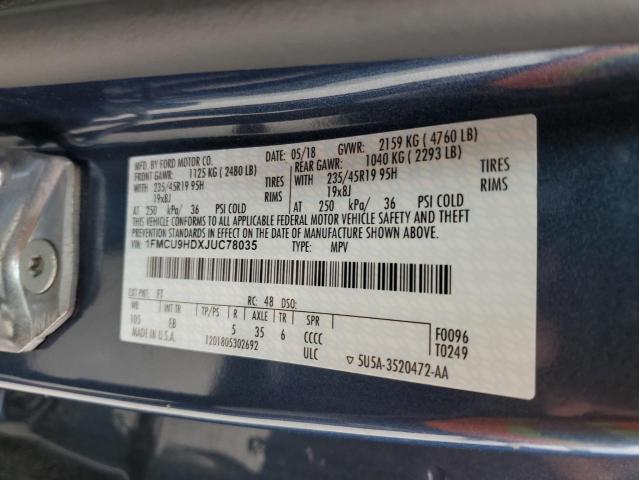 MFD. BY FORD MOTOR CO.
DATE: 05/18 GVWR: 2159 KG (4760 LB)
FRONT GAWR: 1125 KG (2480 LB) REAR GAWR: 1040 KG (2293 LB)
WITH 235/45R19 95H TIRES WITH 235/45R19 95H TIRES
19x8J RIMS 19x8J RIMS
AT 250 kPa/ 36 PSI COLD AT 250 kPa/ 36 PSI COLD
THIS VEHICLE CONFORMS TO ALL APPLICABLE FEDERAL MOTOR VEHICLE SAFETY AND THEFT
PREVENTION STANDARDS IN EFFECT ON THE DATE OF MANUFACTURE SHOWN ABOVE.
VIN: 1FMCU9HDXJUC78035 TYPE: MPV
EXT PNT: FT RC: 48 DSO:
WB INT TR TP/PS R AXLE TR SPR
105 EB 5 35 6 CCCC
F0096
T0249
MADE IN U.S.A. 1201805302692 ULC ▽ 5U5A-3520472-AA